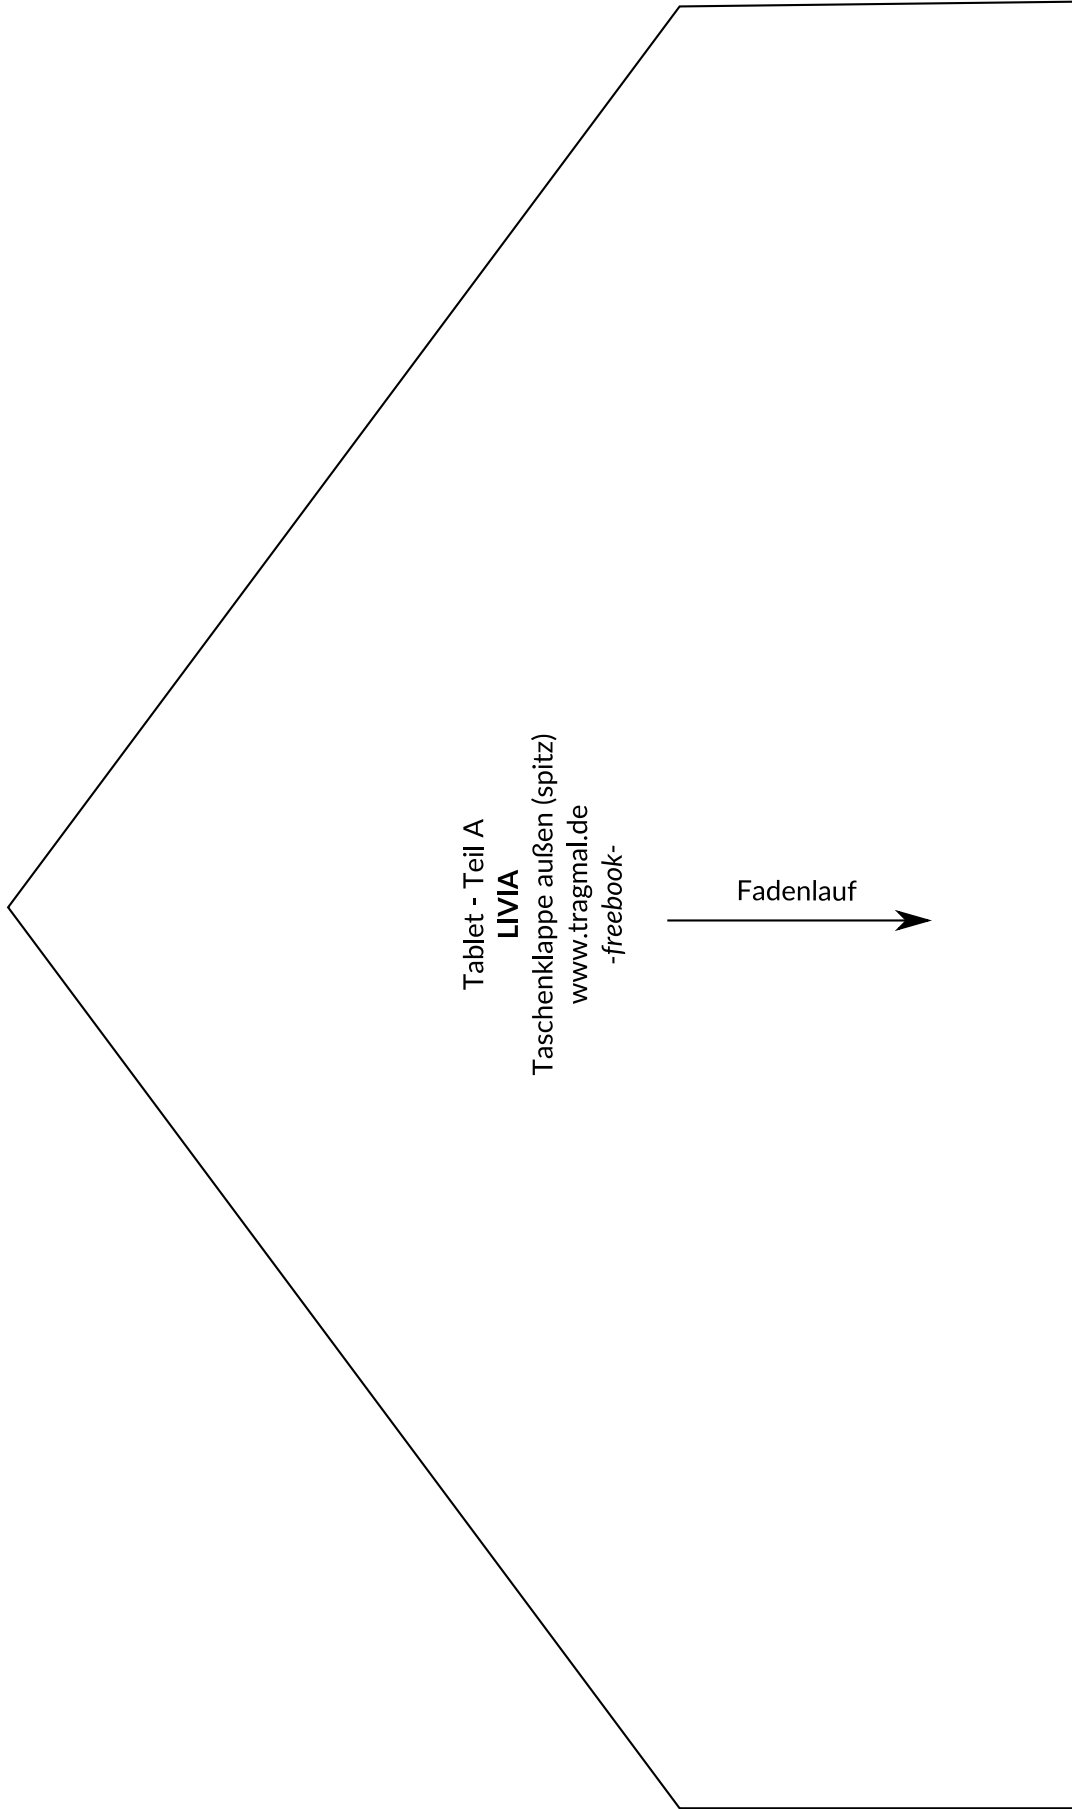 Tablet - Teil A
LIVIA
Taschenklappe außen (spitz)
www.tragmal.de
-freebook-
Fadenlauf